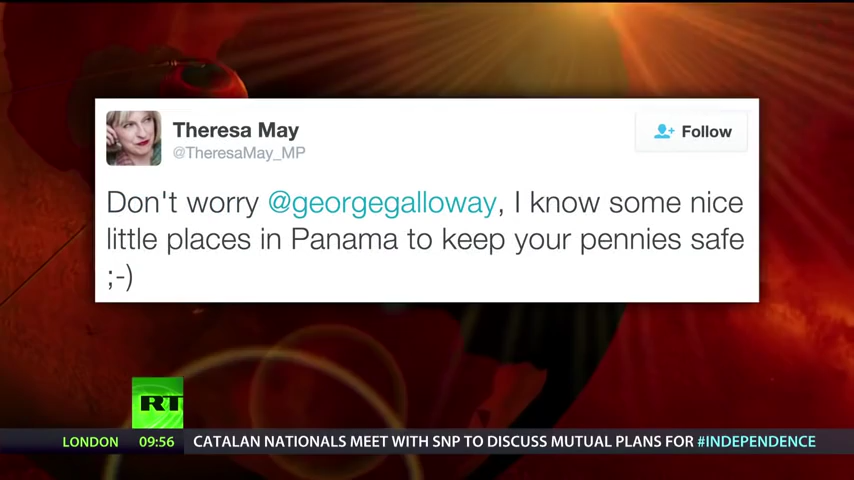 Theresa May
@TheresaMay_MP
Follow
Don't worry @georgegalloway, I know some nice
little places in Panama to keep your pennies safe
;-)
RT
LONDON 09:56 CATALAN NATIONALS MEET WITH SNP TO DISCUSS MUTUAL PLANS FOR #INDEPENDENCE